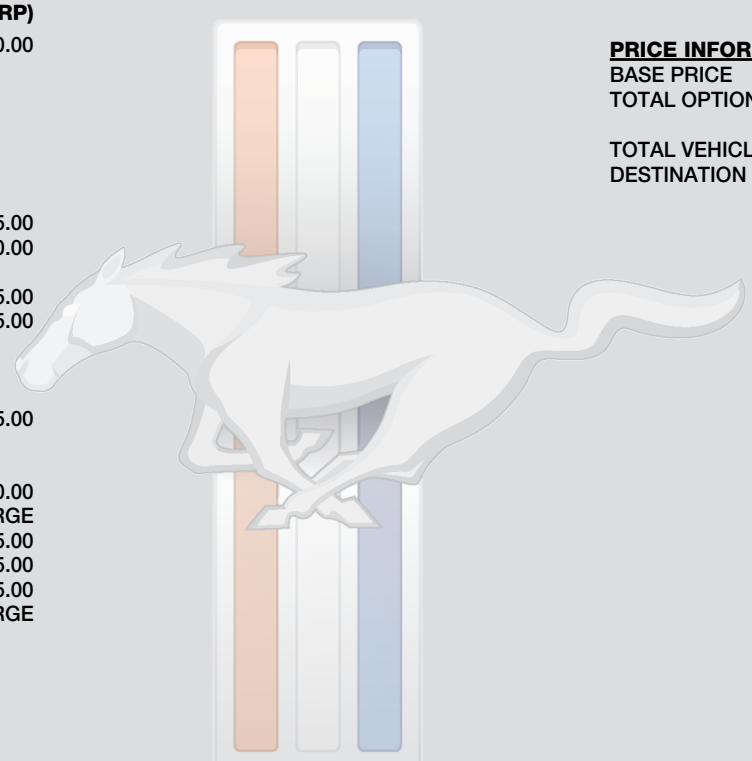 RP)
0.00
5.00
0.00
5.00
5.00
5.00
0.00
RGE
5.00
5.00
5.00
RGE
PRICE INFOR
BASE PRICE
TOTAL OPTION
TOTAL VEHICL
DESTINATION